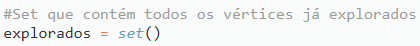 #Set que contém todos os vértices já explorados
explorados = set()